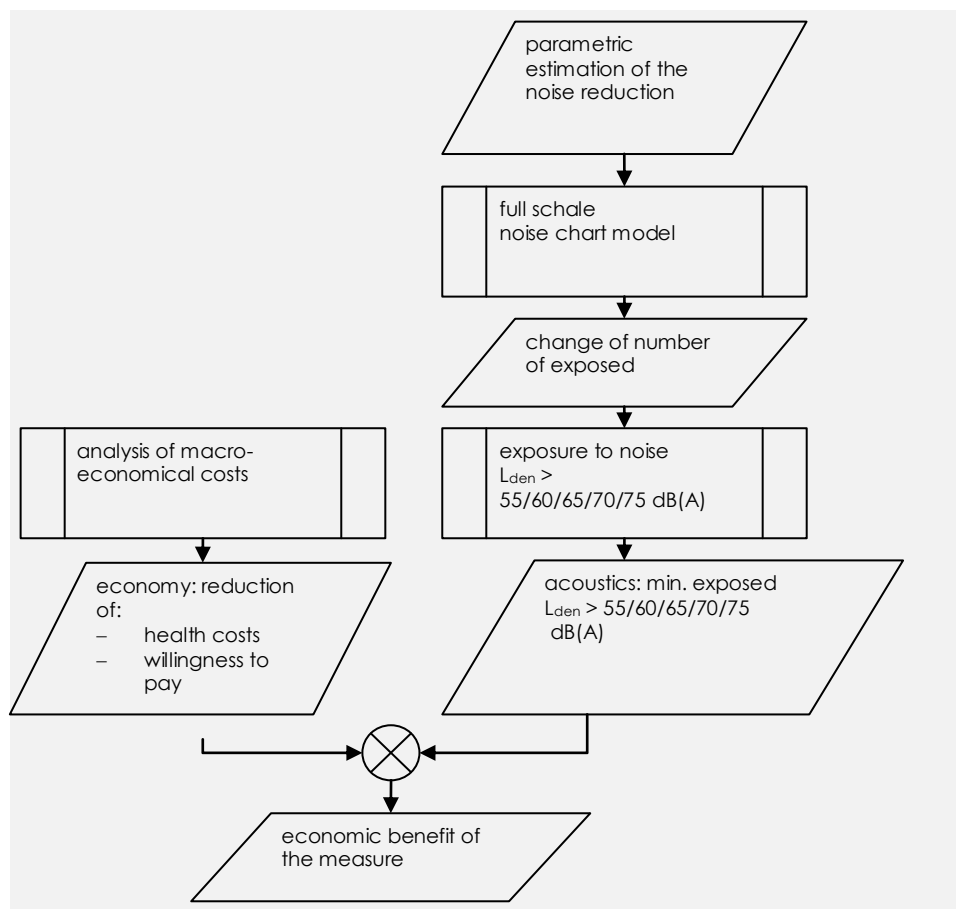 parametric
estimation of the
noise reduction
full schale
noise chart model
change of number
of exposed
analysis of macro-
economical costs
exposure to noise
Lden >
55/60/65/70/75 dB(A)
economy: reduction
of:
– health costs
– willingness to
pay
acoustics: min. exposed
Lden > 55/60/65/70/75
dB(A)
economic benefit of
the measure